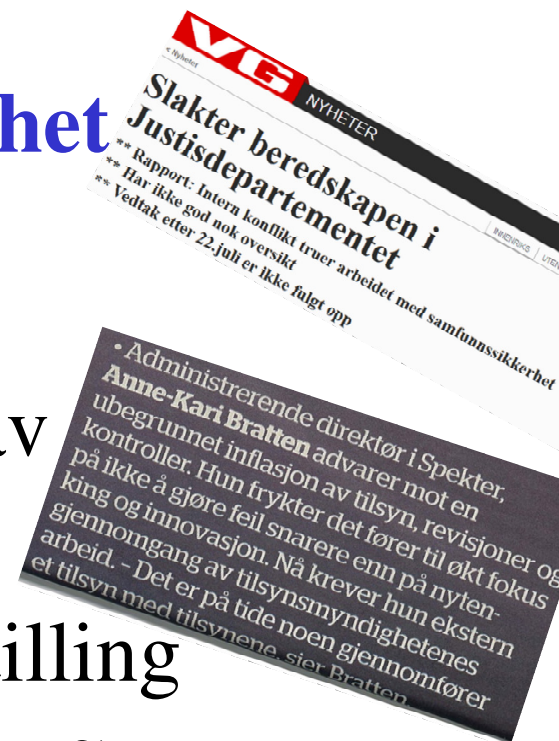 het
VG
NYHETER
< Nyheter
Slakter beredskapen i
Justisdepartementet
** Rapport: Intern konflikt truer arbeidet med samfunnssikkerhet
** Har ikke god nok oversikt
** Vedtak etter 22.juli er ikke fulgt opp
INNENRIKS
• Administrerende direktør i Spekter,
Anne-Kari Bratten advarer mot en
ubegrunnet inflasjon av tilsyn, revisjoner og
kontroller. Hun frykter det fører til økt fokus
på ikke å gjøre feil snarere enn på nyten-
king og innovasjon. Nå krever hun ekstern
gjennomgang av tilsynsmyndighetenes
arbeid. – Det er på tide noen gjennomfører
et tilsyn med tilsynene, sier Bratten.
av
illing